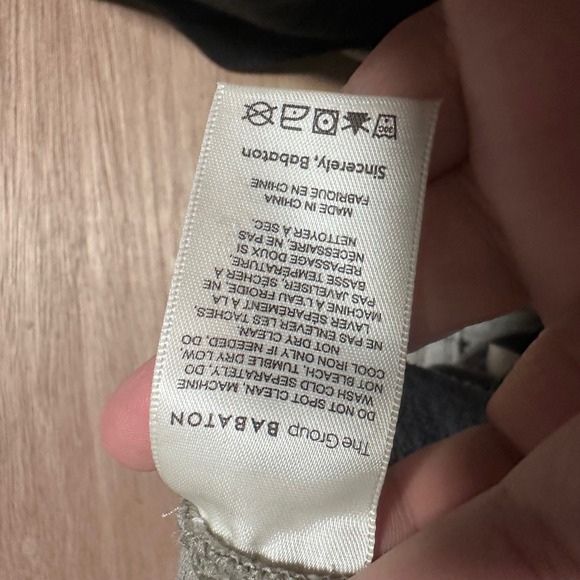 The Group BABATON
DO NOT SPOT CLEAN, MACHINE
WASH COLD SEPARATELY, DO
NOT BLEACH, TUMBLE DRY LOW,
COOL IRON ONLY IF NEEDED, DO
NOT DRY CLEAN
NE PAS ENLEVER LES TACHES,
LAVER SÉPARÉMENT À LA
MACHINE À L'EAU FROIDE, NE
PAS JAVELISER, SÉCHER À
BASSE TEMPÉRATURE,
REPASSAGE DOUX SI
NÉCESSAIRE, NE PAS
NETTOYER À SEC.
MADE IN CHINA
FABRIQUÉ EN CHINE
Sincerely, Babaton
30C